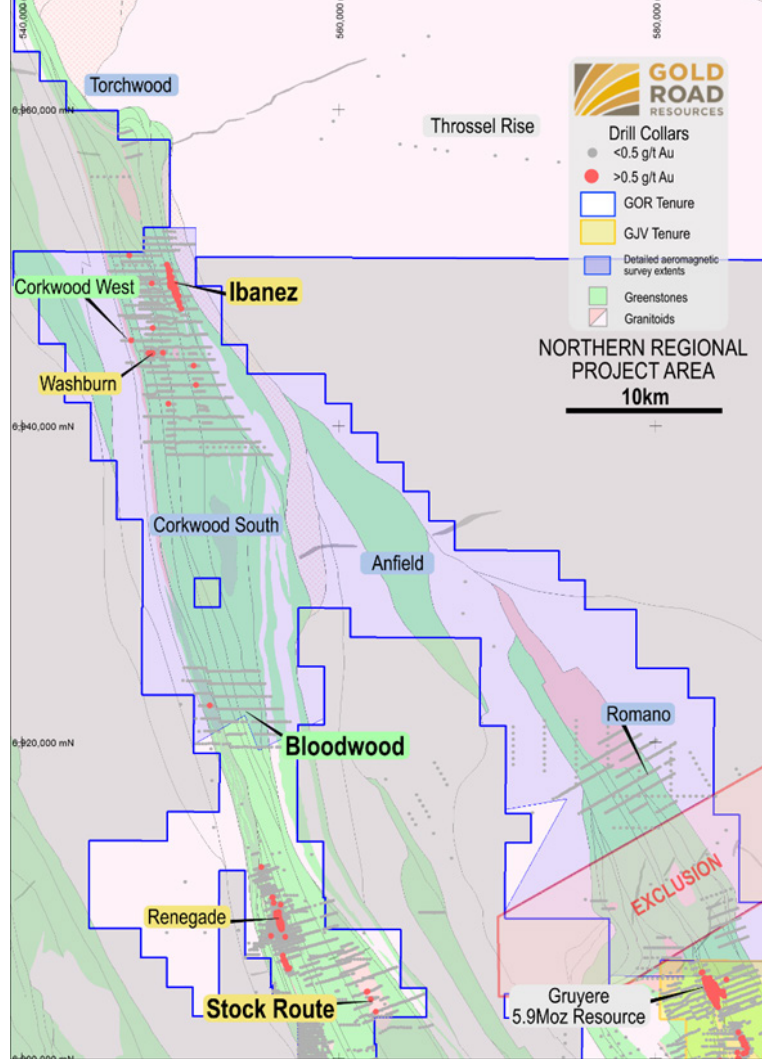 540,000
560,000
580,000
Torchwood
6,960,000 mN
Throssel Rise
GOLD
ROAD
RESOURCES
Drill Collars
<0.5 g/t Au
>0.5 g/t Au
GOR Tenure
GJV Tenure
Detailed aeromagnetic
survey extents
Greenstones
Granitoids
Corkwood West
Ibanez
NORTHERN REGIONAL
PROJECT AREA
10km
Washburn
6,940,000 mN
Corkwood South
Anfield
Romano
6,920,000 mN
Bloodwood
EXCLUSION
Renegade
Stock Route
Gruyere
5.9Moz Resource